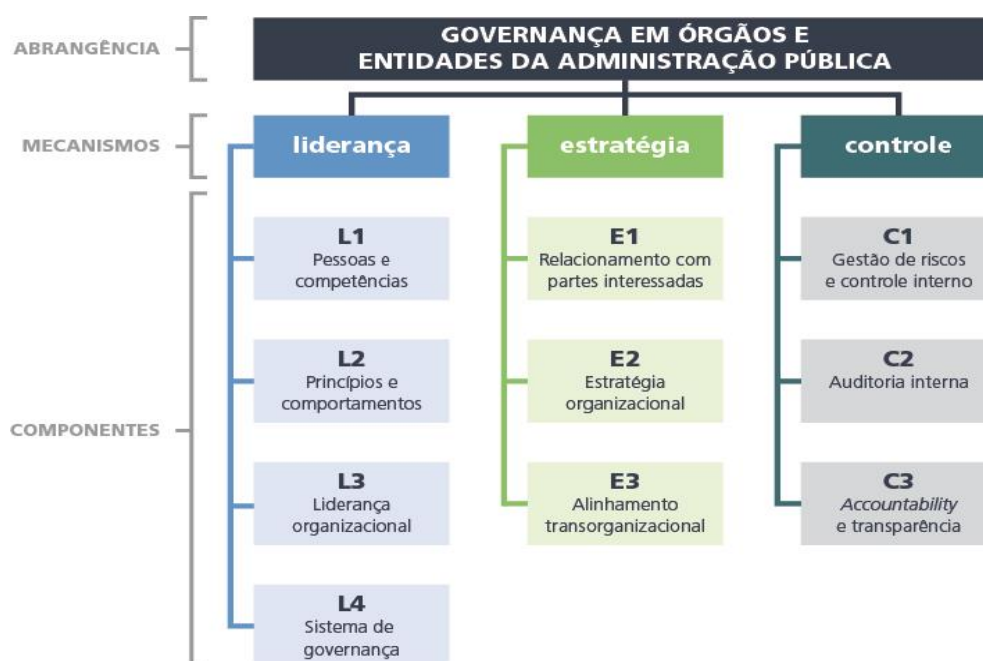 ABRANGÊNCIA
GOVERNANÇA EM ÓRGÃOS E
ENTIDADES DA ADMINISTRAÇÃO PÚBLICA
MECANISMOS
liderança
estratégia
controle
COMPONENTES
L1
Pessoas e
competências
L2
Princípios e
comportamentos
L3
Liderança
organizacional
L4
Sistema de
governança
E1
Relacionamento com
partes interessadas
E2
Estratégia
organizacional
E3
Alinhamento
transorganizacional
C1
Gestão de riscos
e controle interno
C2
Auditoria interna
C3
Accountability
e transparência